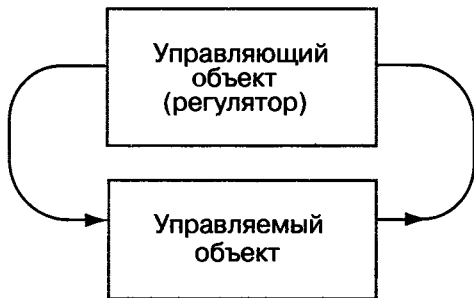 Управляющий
объект
(регулятор)
Управляемый
объект